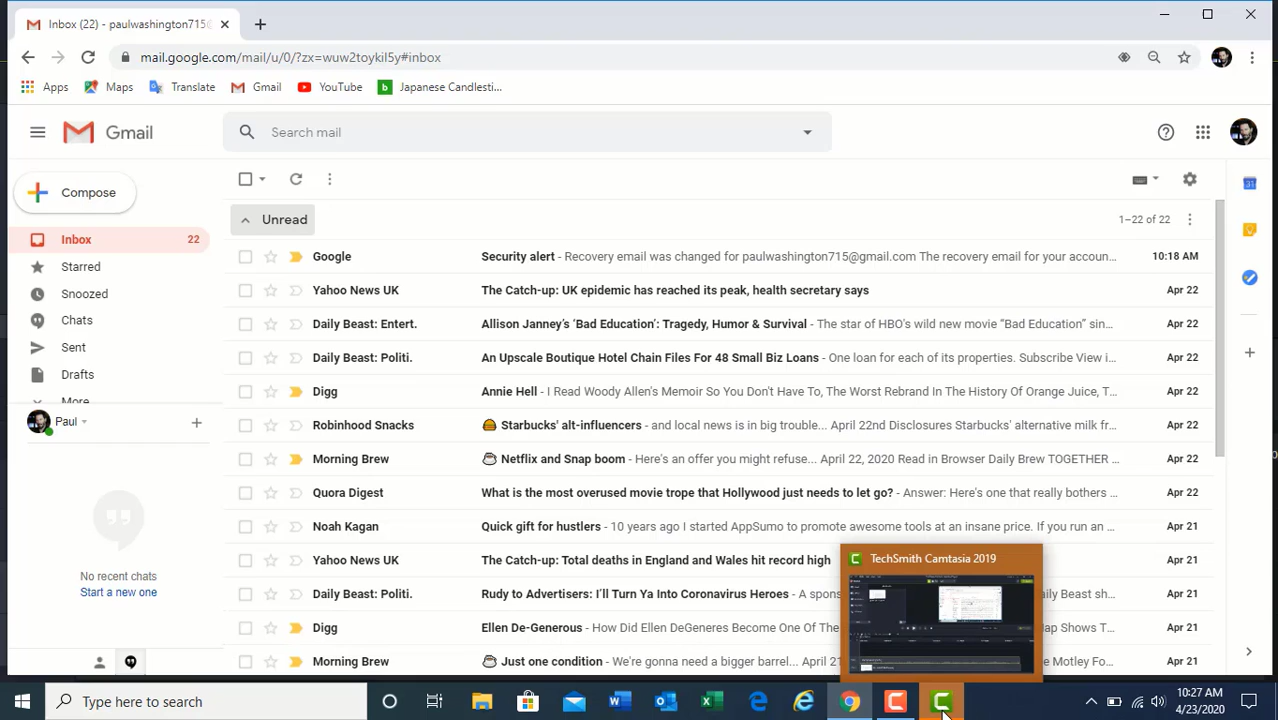 Inbox (22) - paulwashington715@
mail.google.com/mail/u/0/?zx=wuw2toykil5y#inbox
Apps Maps Translate Gmail YouTube Japanese Candlesti...
Gmail
Search mail
Compose
Unread
1–22 of 22
Inbox 22
Starred
Snoozed
Chats
Sent
Drafts
More
Paul
No recent chats
Start a new one
Google Security alert - Recovery email was changed for paulwashington715@gmail.com The recovery email for your accoun... 10:18 AM
Yahoo News UK The Catch-up: UK epidemic has reached its peak, health secretary says Apr 22
Daily Beast: Entert. Allison Janney's 'Bad Education': Tragedy, Humor & Survival - The star of HBO's wild new movie “Bad Education” sin... Apr 22
Daily Beast: Politi. An Upscale Boutique Hotel Chain Files For 48 Small Biz Loans - One loan for each of its properties. Subscribe View i... Apr 22
Digg Annie Hell - I Read Woody Allen's Memoir So You Don't Have To, The Worst Rebrand In The History Of Orange Juice, T... Apr 22
Robinhood Snacks Starbucks' alt-influencers - and local news is in big trouble... April 22nd Disclosures Starbucks' alternative milk fr... Apr 22
Morning Brew Netflix and Snap boom - Here's an offer you might refuse... April 22, 2020 Read in Browser Daily Brew TOGETHER ... Apr 22
Quora Digest What is the most overused movie trope that Hollywood just needs to let go? - Answer: Here's one that really bothers ... Apr 22
Noah Kagan Quick gift for hustlers - 10 years ago I started AppSumo to promote awesome tools at an insane price. If you run an ... Apr 21
Yahoo News UK The Catch-up: Total deaths in England and Wales hit record high Apr 21
Daily Beast: Politi. Rudy to Advertisers: I'll Turn Ya Into Coronavirus Heroes - A spons Daily Beast sh... Apr 21
Digg Ellen De-Generous - How Did Ellen DeGeneres Become One Of The Map Shows T... Apr 21
Morning Brew Just one condition - We're gonna need a bigger barrel... April 2 e Motley Fo... Apr 21
TechSmith Camtasia 2019
Type here to search
10:27 AM
4/23/2020